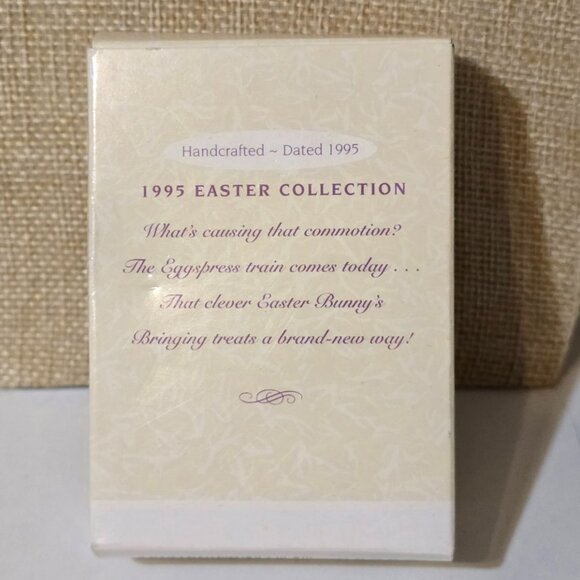 Handcrafted ~ Dated 1995
1995 EASTER COLLECTION
What's causing that commotion?
The Eggspress train comes today . . .
That clever Easter Bunny's
Bringing treats a brand-new way!